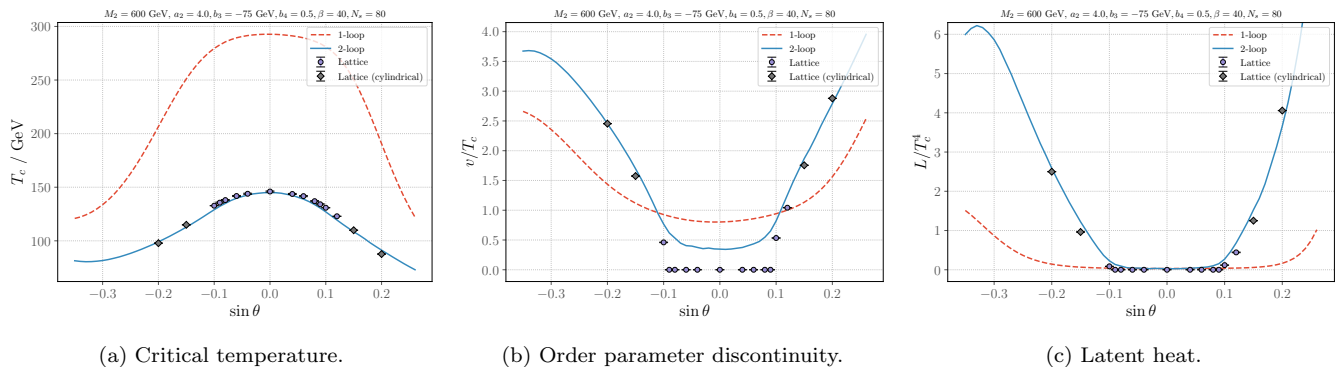 M₂ = 600 GeV, a₂ = 4.0, b₃ = −75 GeV, b₄ = 0.5, β = 40, Nₛ = 80
1-loop
2-loop
Lattice
Lattice (cylindrical)
300
250
200
150
100
T_c / GeV
−0.3 −0.2 −0.1 0.0 0.1 0.2
sin θ
(a) Critical temperature.
M₂ = 600 GeV, a₂ = 4.0, b₃ = −75 GeV, b₄ = 0.5, β = 40, Nₛ = 80
1-loop
2-loop
Lattice
Lattice (cylindrical)
4.0
3.5
3.0
2.5
2.0
1.5
1.0
0.5
0.0
v/T_c
−0.3 −0.2 −0.1 0.0 0.1 0.2
sin θ
(b) Order parameter discontinuity.
M₂ = 600 GeV, a₂ = 4.0, b₃ = −75 GeV, b₄ = 0.5, β = 40, Nₛ = 80
1-loop
2-loop
Lattice
Lattice (cylindrical)
6
5
4
3
2
1
0
L/T_c⁴
−0.3 −0.2 −0.1 0.0 0.1 0.2
sin θ
(c) Latent heat.